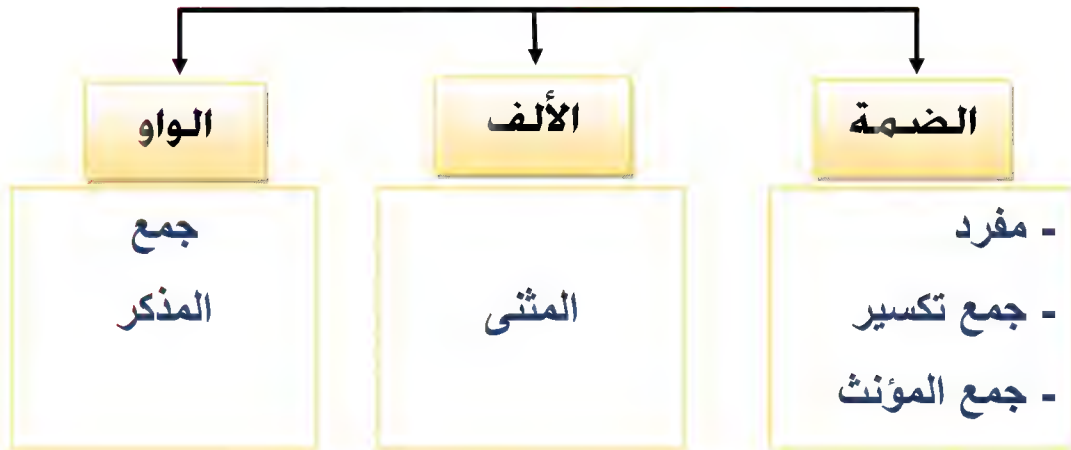 الضمة
- مفرد
- جمع تكسير
- جمع المؤنث
الألف
المثنى
الواو
جمع
المذكر